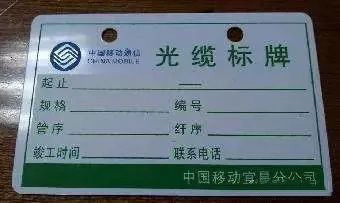 中国移动通信 光缆标牌
CHINA MOBILE
起止 ——
规格 编号
管序 纤序
竣工时间 联系电话
中国移动宜昌分公司